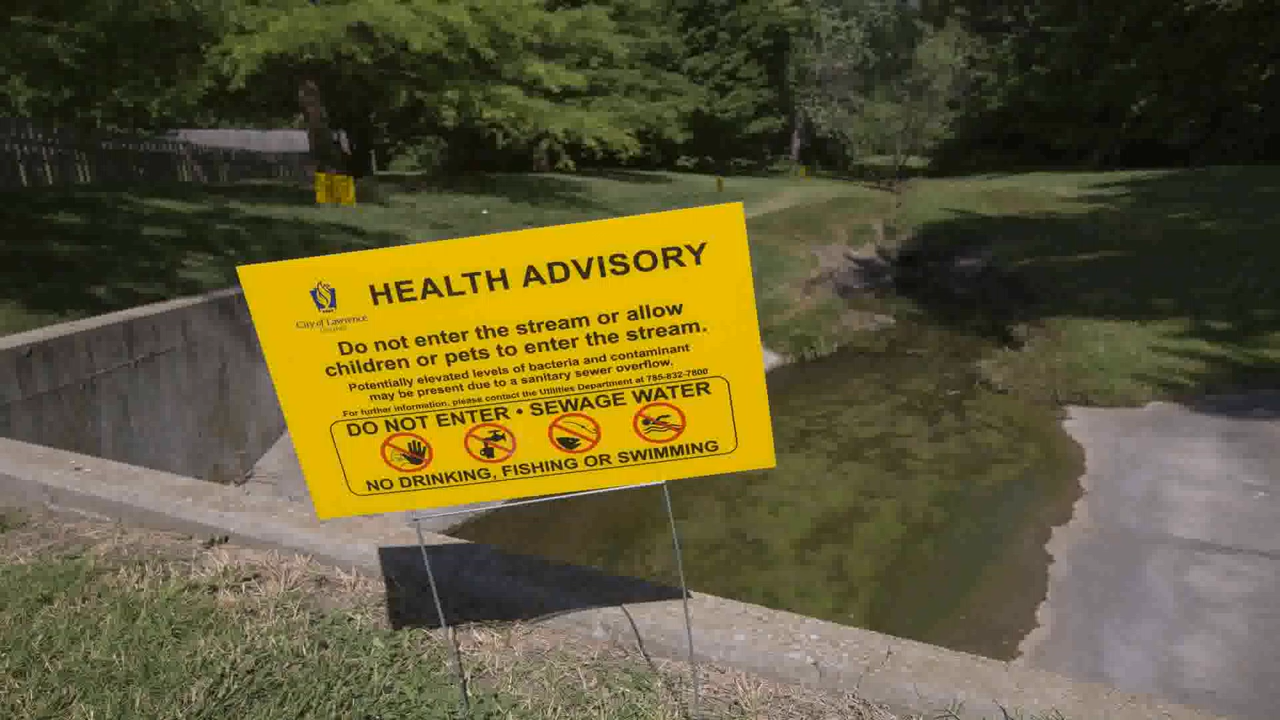 HEALTH ADVISORY
City of Lawrence
Do not enter the stream or allow
children or pets to enter the stream.
Potentially elevated levels of bacteria and contaminant
may be present due to a sanitary sewer overflow.
For further information, please contact the Utilities Department at 785-832-7800
DO NOT ENTER • SEWAGE WATER
NO DRINKING, FISHING OR SWIMMING